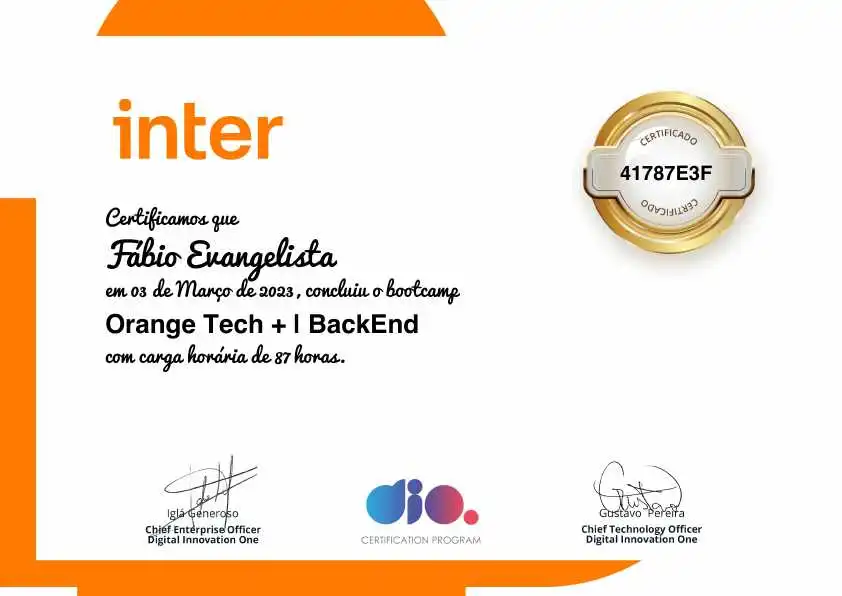 inter
CERTIFICADO
41787E3F
CERTIFICADO
Certificamos que
Fábio Evangelista
em 03 de Março de 2023, concluiu o bootcamp
Orange Tech + | BackEnd
com carga horária de 87 horas.
Iglá Generoso
Chief Enterprise Officer
Digital Innovation One
dio.
CERTIFICATION PROGRAM
Gustavo Pereira
Chief Technology Officer
Digital Innovation One